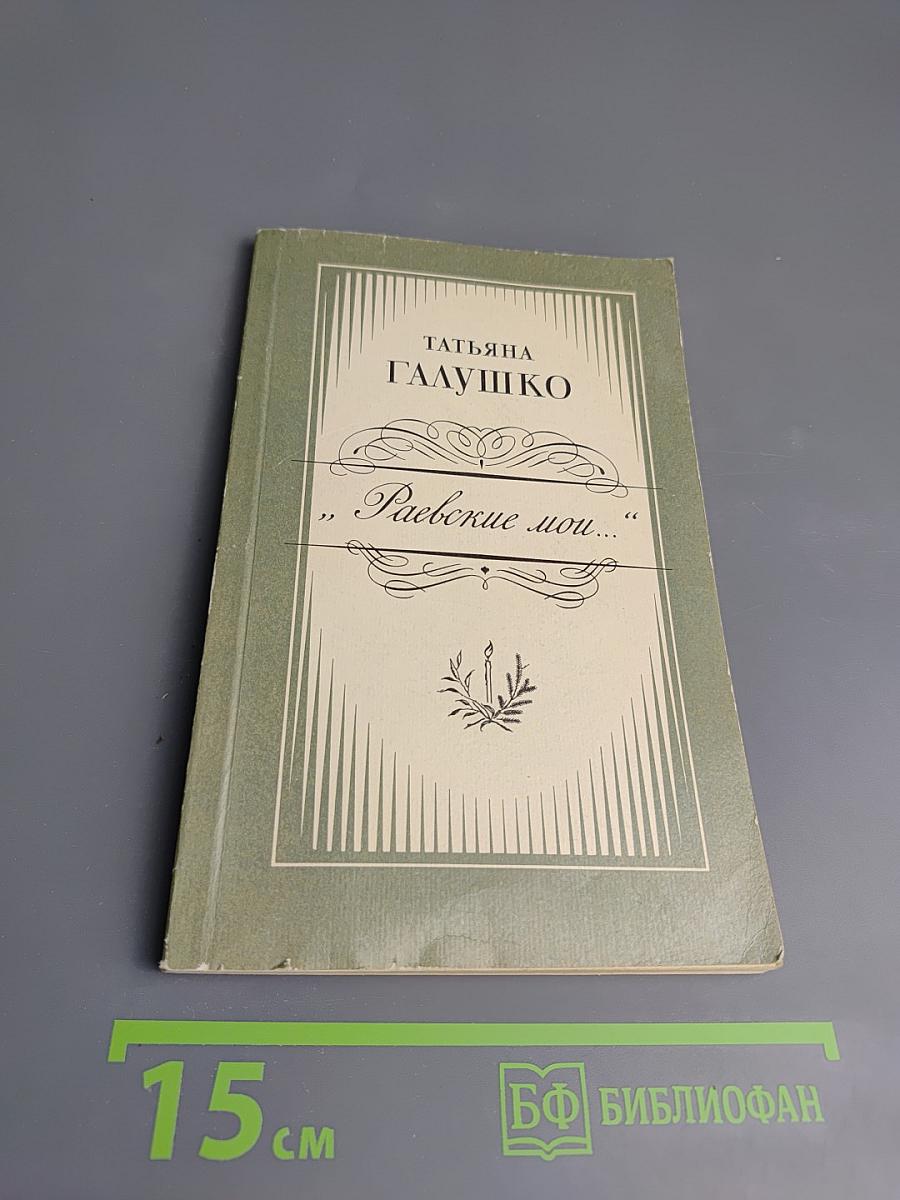 ТАТЬЯНА
ГАЛУШКО
„Раевские мои...“
15 см
БФ БИБЛИОФАН